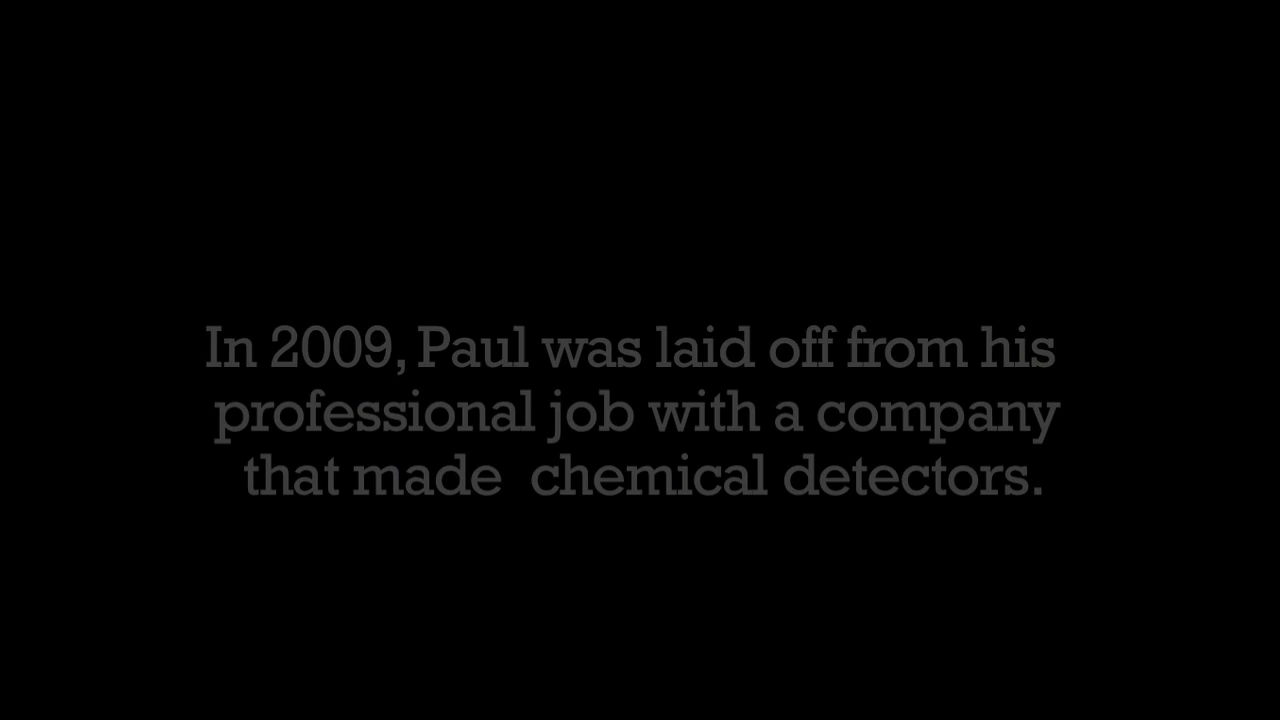 In 2009, Paul was laid off from his
professional job with a company
that made  chemical detectors.